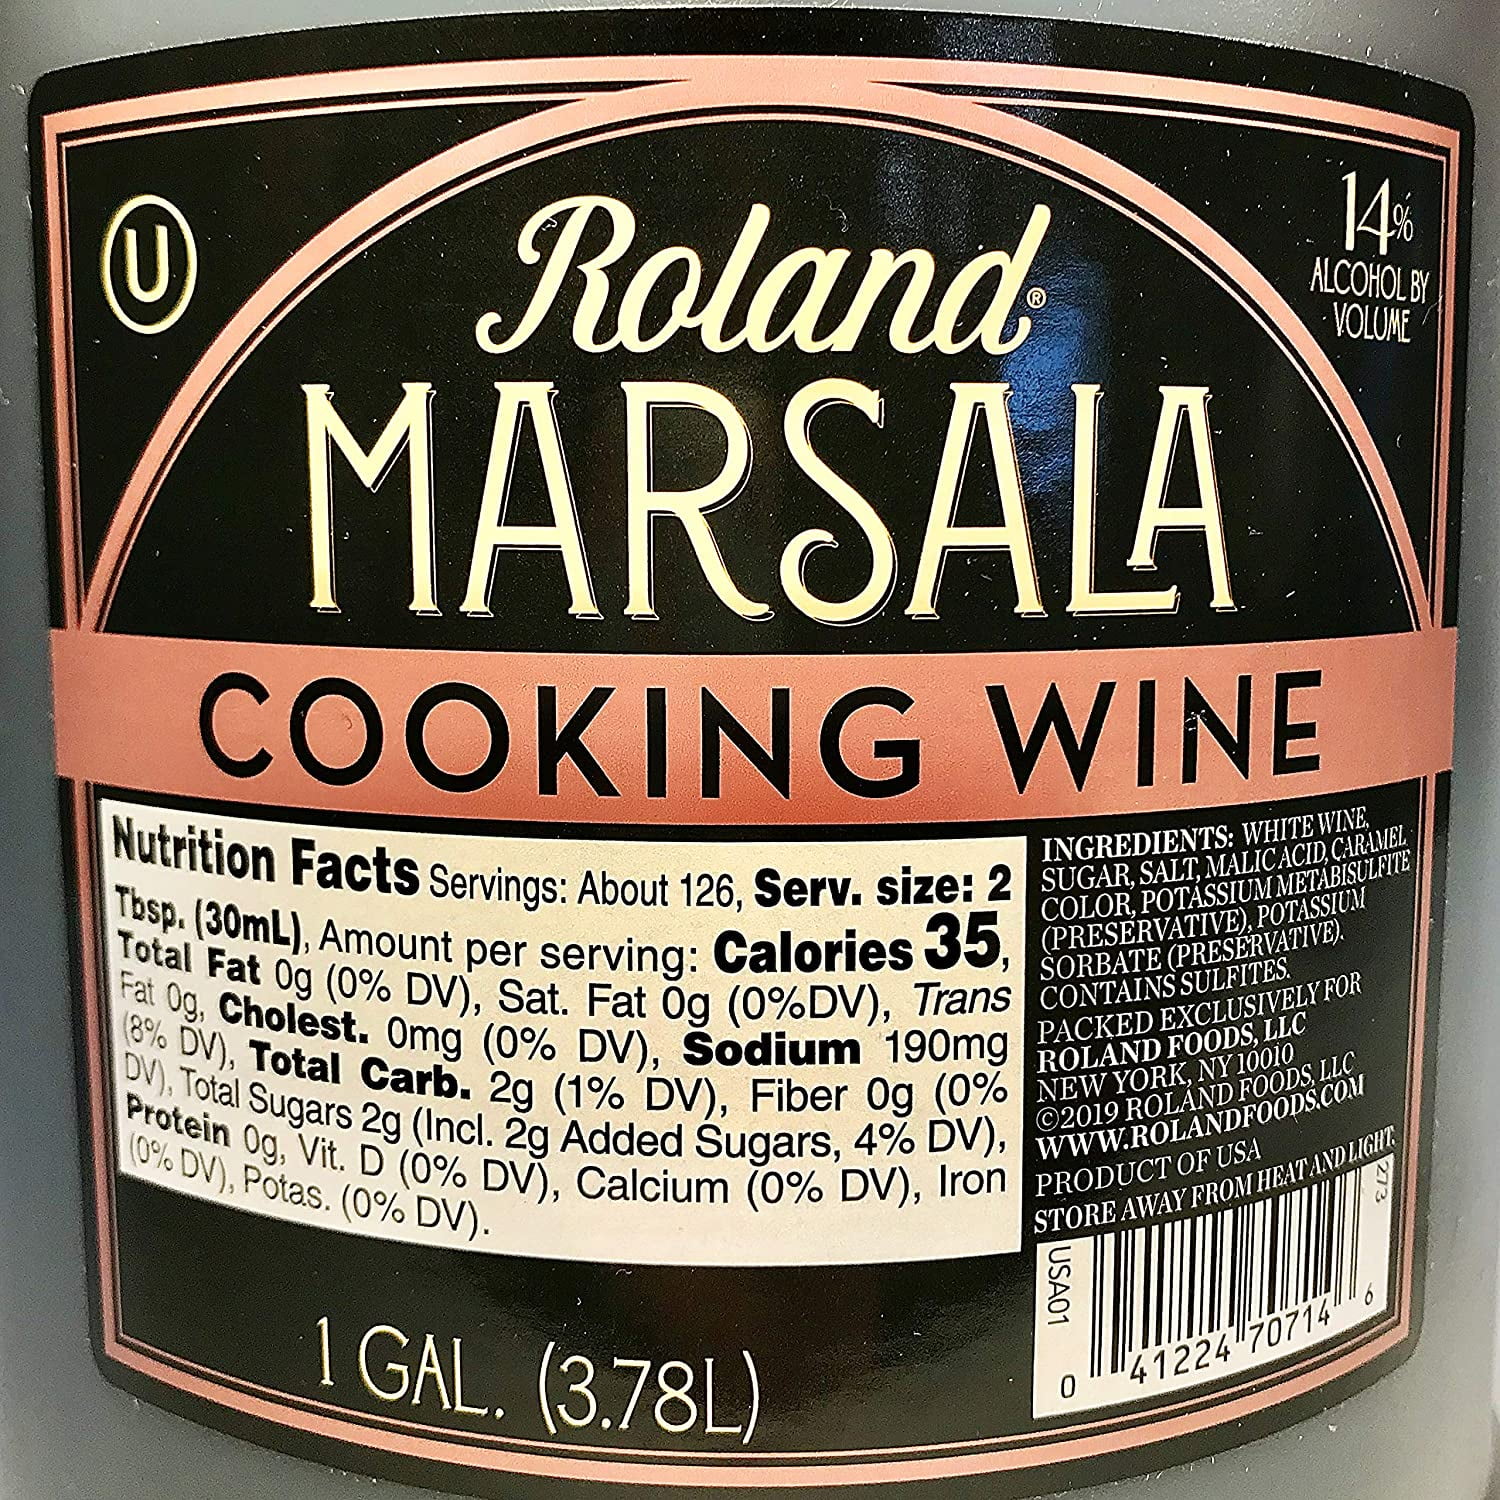 U
14%
ALCOHOL BY
VOLUME
Roland®
MARSALA
COOKING WINE
Nutrition Facts Servings: About 126, Serv. size: 2
Tbsp. (30mL), Amount per serving: Calories 35,
Total Fat 0g (0% DV), Sat. Fat 0g (0%DV), Trans
Fat 0g, Cholest. 0mg (0% DV), Sodium 190mg
(8% DV), Total Carb. 2g (1% DV), Fiber 0g (0%
DV), Total Sugars 2g (Incl. 2g Added Sugars, 4% DV),
Protein 0g, Vit. D (0% DV), Calcium (0% DV), Iron
(0% DV), Potas. (0% DV).
INGREDIENTS: WHITE WINE,
SUGAR, SALT, MALIC ACID, CARAMEL
COLOR, POTASSIUM METABISULFITE
(PRESERVATIVE), POTASSIUM
SORBATE (PRESERVATIVE).
CONTAINS SULFITES.
PACKED EXCLUSIVELY FOR
ROLAND FOODS, LLC
NEW YORK, NY 10010
©2019 ROLAND FOODS, LLC
WWW.ROLANDFOODS.COM
PRODUCT OF USA
STORE AWAY FROM HEAT AND LIGHT.
273
USA01
0 41224 70714 6
1 GAL. (3.78L)